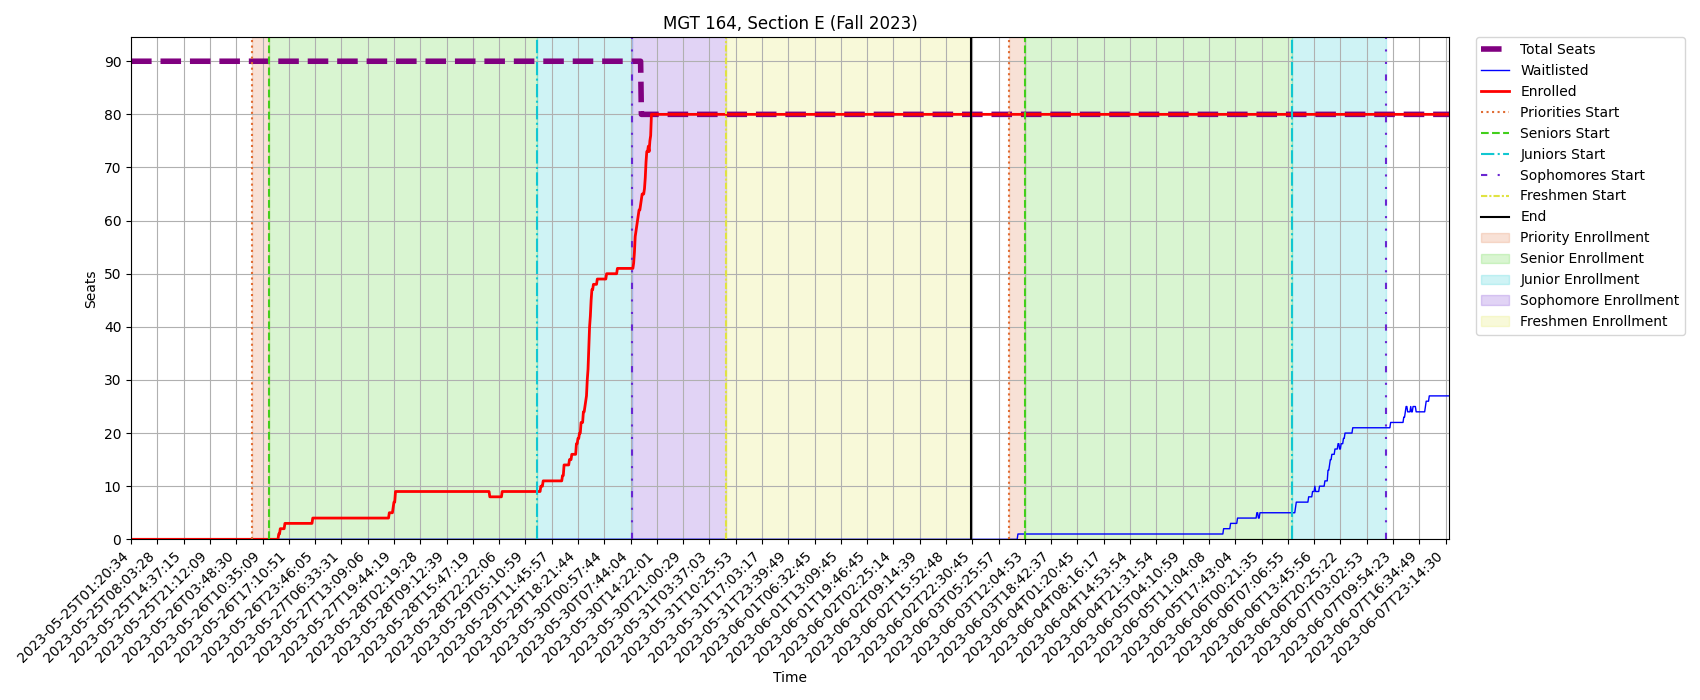 MGT 164, Section E (Fall 2023)
Seats
90
80
70
60
50
40
30
20
10
0
2023-05-25T01:20:34
2023-05-25T08:03:28
2023-05-25T14:37:15
2023-05-25T21:12:09
2023-05-26T03:48:30
2023-05-26T10:35:09
2023-05-26T17:10:51
2023-05-26T23:46:05
2023-05-27T06:33:31
2023-05-27T13:09:06
2023-05-27T19:44:19
2023-05-28T02:19:28
2023-05-28T09:12:39
2023-05-28T15:47:19
2023-05-28T22:22:06
2023-05-29T05:10:59
2023-05-29T11:45:57
2023-05-29T18:21:44
2023-05-30T00:57:44
2023-05-30T07:44:04
2023-05-30T14:22:01
2023-05-30T21:00:29
2023-05-31T03:37:03
2023-05-31T10:25:53
2023-05-31T17:03:17
2023-05-31T23:39:49
2023-06-01T06:32:45
2023-06-01T13:09:45
2023-06-01T19:46:45
2023-06-02T02:25:14
2023-06-02T09:14:39
2023-06-02T15:52:48
2023-06-02T22:30:45
2023-06-03T05:25:57
2023-06-03T12:04:53
2023-06-03T18:42:37
2023-06-04T01:20:45
2023-06-04T08:16:17
2023-06-04T14:53:54
2023-06-04T21:31:54
2023-06-05T04:10:59
2023-06-05T11:04:08
2023-06-05T17:43:04
2023-06-06T00:21:35
2023-06-06T07:06:55
2023-06-06T13:45:56
2023-06-06T20:25:22
2023-06-07T03:02:53
2023-06-07T09:54:23
2023-06-07T16:34:49
2023-06-07T23:14:30
Time
Total Seats
Waitlisted
Enrolled
Priorities Start
Seniors Start
Juniors Start
Sophomores Start
Freshmen Start
End
Priority Enrollment
Senior Enrollment
Junior Enrollment
Sophomore Enrollment
Freshmen Enrollment